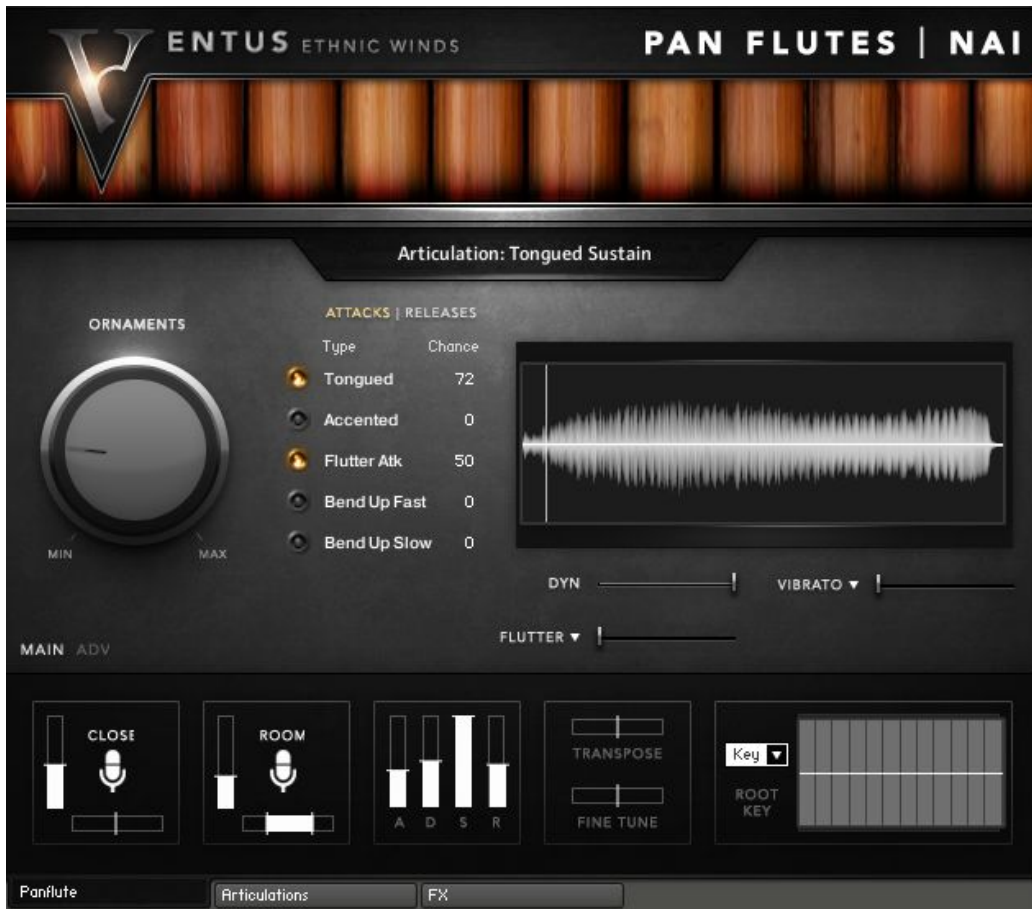 VENTUS ETHNIC WINDS
PAN FLUTES | NAI
Articulation: Tongued Sustain
ORNAMENTS
MIN
MAX
ATTACKS | RELEASES
Type Chance
Tongued 72
Accented 0
Flutter Atk 50
Bend Up Fast 0
Bend Up Slow 0
DYN
VIBRATO ▼
FLUTTER ▼
MAIN ADV
CLOSE
ROOM
A D S R
TRANSPOSE
FINE TUNE
Key ▼
ROOT
KEY
Panflute
Articulations
FX